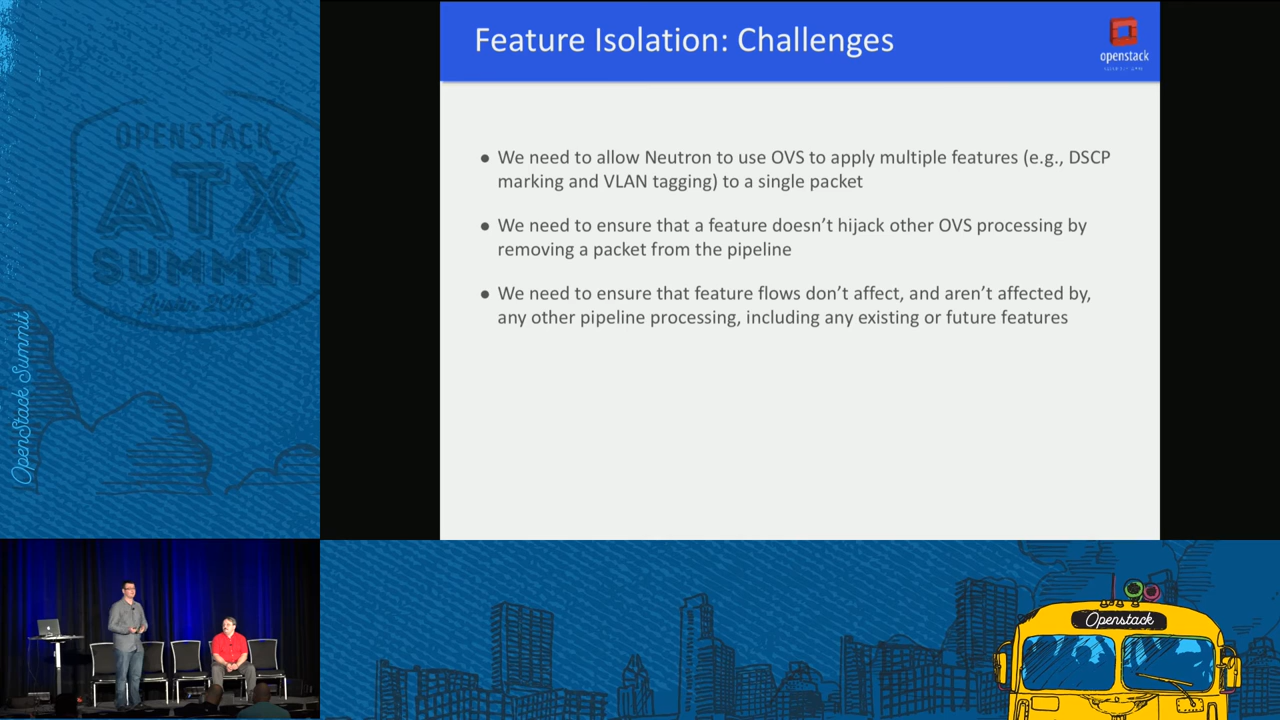 Feature Isolation: Challenges
openstack
● We need to allow Neutron to use OVS to apply multiple features (e.g., DSCP
marking and VLAN tagging) to a single packet
● We need to ensure that a feature doesn’t hijack other OVS processing by
removing a packet from the pipeline
● We need to ensure that feature flows don’t affect, and aren’t affected by,
any other pipeline processing, including any existing or future features
OPENSTACK
ATX
SUMMIT
OpenStack Summit
Openstack